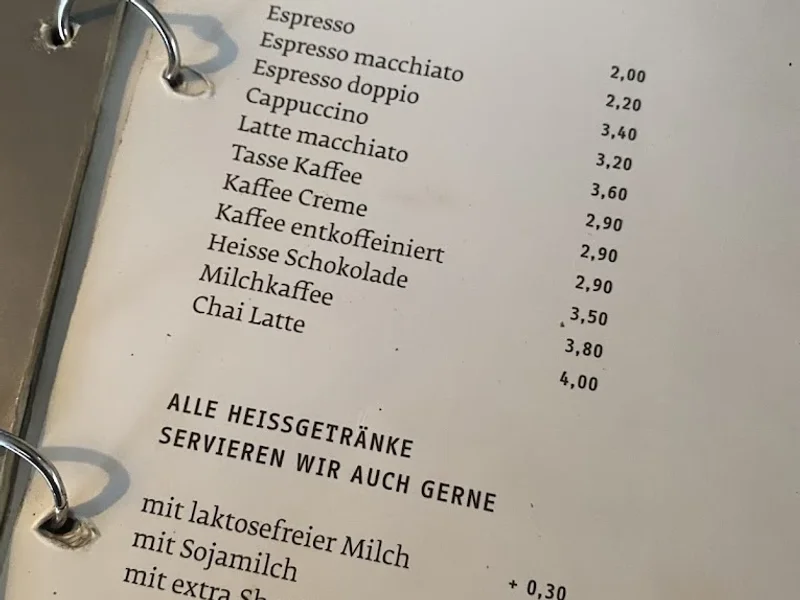 Espresso 2,00
Espresso macchiato 2,20
Espresso doppio 3,40
Cappuccino 3,20
Latte macchiato 3,60
Tasse Kaffee 2,90
Kaffee Creme 2,90
Kaffee entkoffeiniert 2,90
Heisse Schokolade 3,50
Milchkaffee 3,80
Chai Latte 4,00
ALLE HEISSGETRÄNKE
SERVIEREN WIR AUCH GERNE
mit laktosefreier Milch + 0,30
mit Sojamilch
mit extra